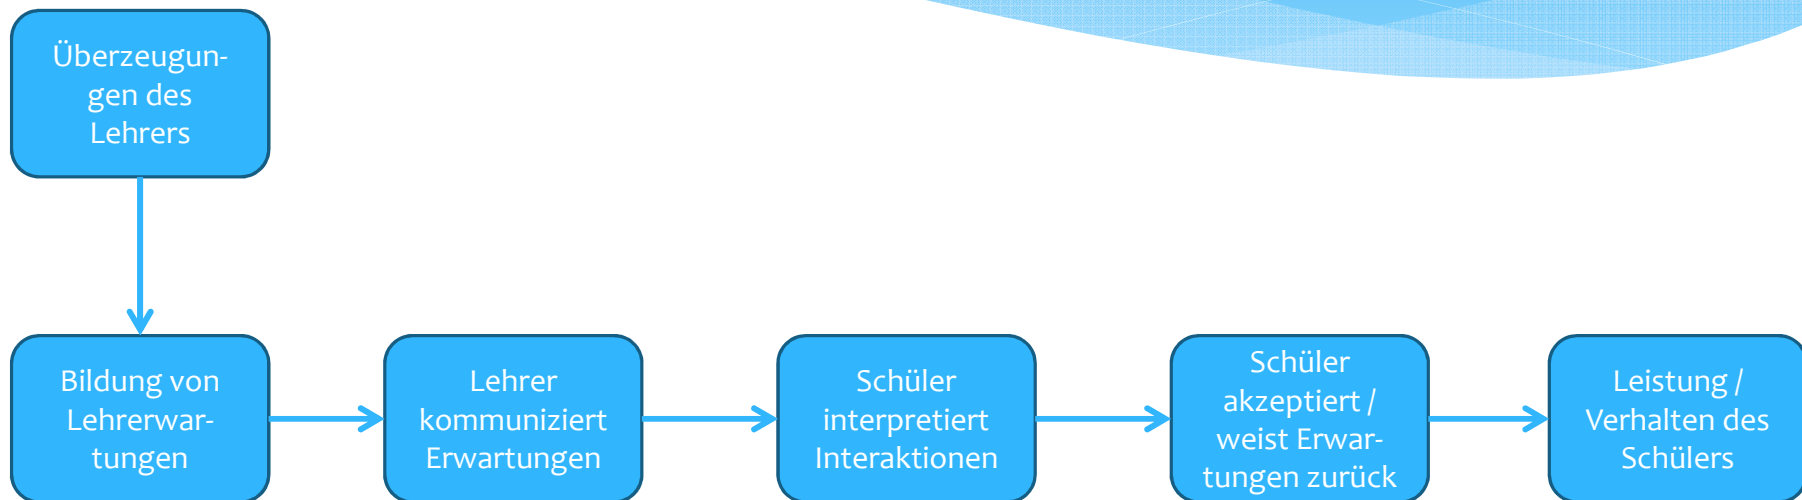 Überzeugun-
gen des
Lehrers
Bildung von
Lehrerwar-
tungen
Lehrer
kommuniziert
Erwartungen
Schüler
interpretiert
Interaktionen
Schüler
akzeptiert /
weist Erwar-
tungen zurück
Leistung /
Verhalten des
Schülers